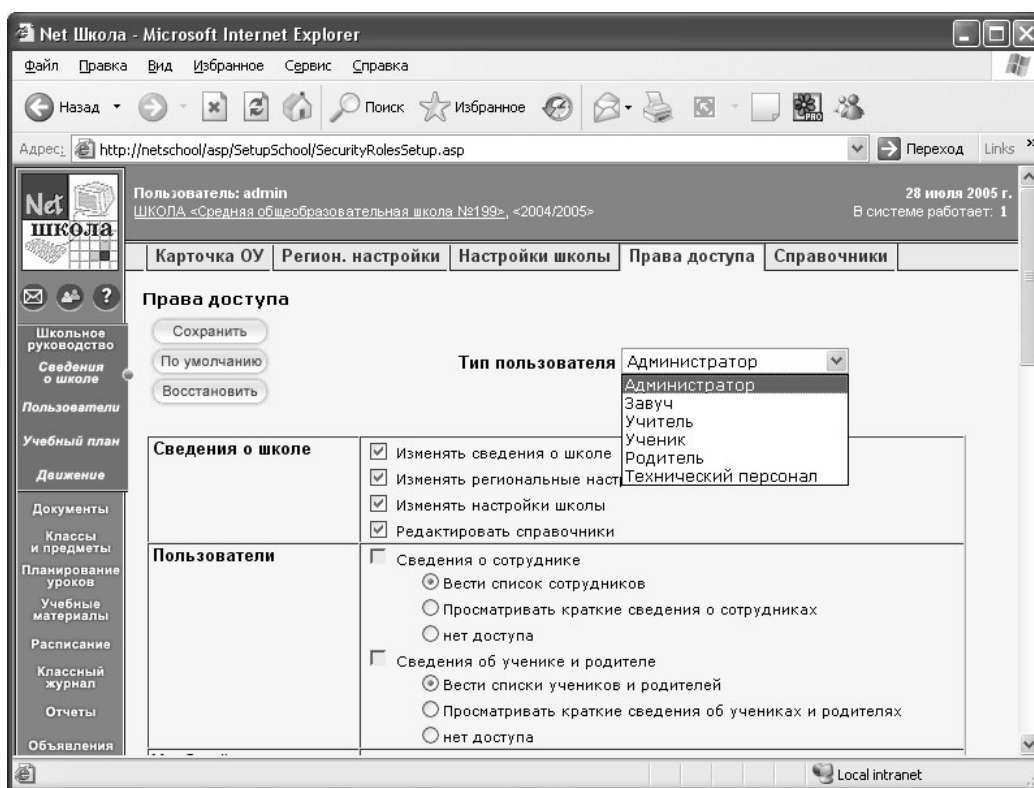 Net Школа - Microsoft Internet Explorer
Файл Правка Вид Избранное Сервис Справка
Назад Поиск Избранное
Адрес: http://netschool/asp/SetupSchool/SecurityRolesSetup.asp Переход Links »
Net
школа
Пользователь: admin 28 июля 2005 г.
ШКОЛА «Средняя общеобразовательная школа №199», <2004/2005> В системе работает: 1
Карточка ОУ Регион. настройки Настройки школы Права доступа Справочники
Права доступа
Сохранить
По умолчанию
Восстановить
Тип пользователя Администратор
Администратор
Завуч
Учитель
Ученик
Родитель
Технический персонал
Школьное
руководство
Сведения
о школе
Пользователи
Учебный план
Движение
Документы
Классы
и предметы
Планирование
уроков
Учебные
материалы
Расписание
Классный
журнал
Отчеты
Объявления
Сведения о школе
Изменять сведения о школе
Изменять региональные наст
Изменять настройки школы
Редактировать справочники
Пользователи
Сведения о сотруднике
Вести список сотрудников
Просматривать краткие сведения о сотрудниках
нет доступа
Сведения об ученике и родителе
Вести списки учеников и родителей
Просматривать краткие сведения об учениках и родителях
нет доступа
Local intranet